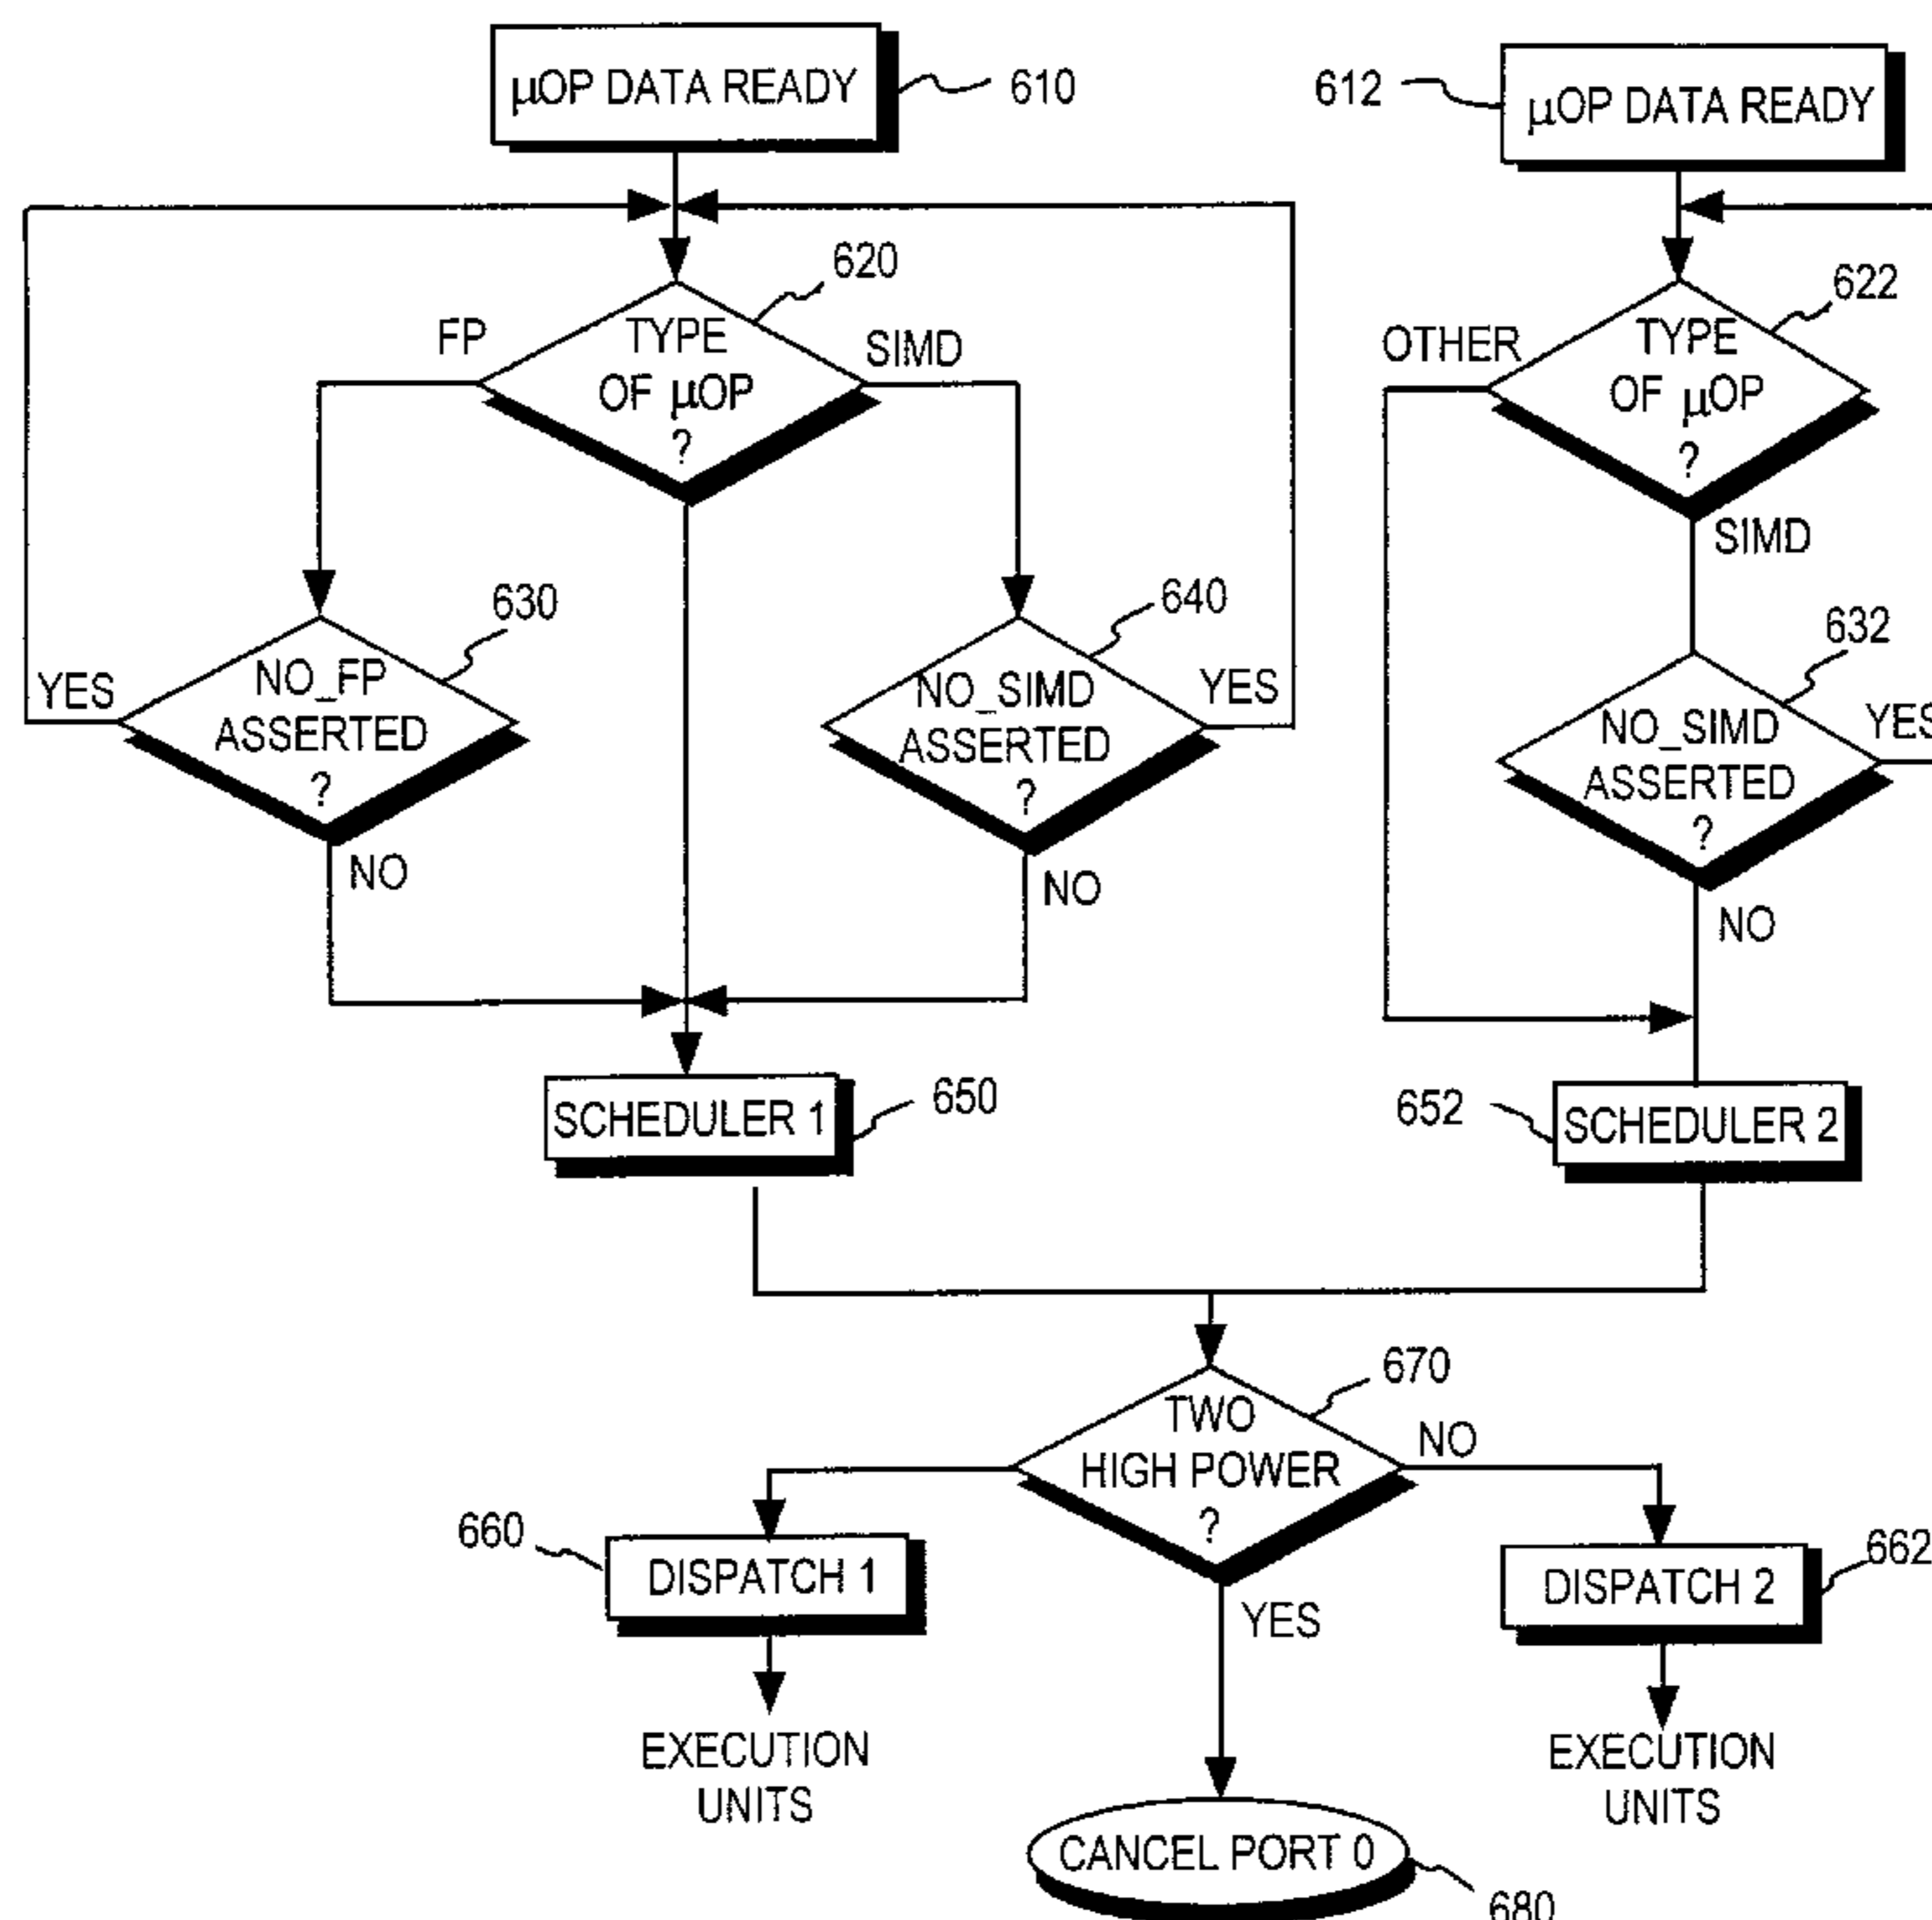 μOP DATA READY
610
612
μOP DATA READY
620
FP
TYPE
OF μOP
?
SIMD
622
OTHER
TYPE
OF μOP
?
SIMD
630
YES
NO_FP
ASSERTED
?
NO
640
NO_SIMD
ASSERTED
?
YES
NO
632
NO_SIMD
ASSERTED
?
YES
NO
SCHEDULER 1
650
652
SCHEDULER 2
670
TWO
HIGH POWER
?
NO
YES
660
DISPATCH 1
662
DISPATCH 2
EXECUTION
UNITS
EXECUTION
UNITS
CANCEL PORT 0
680